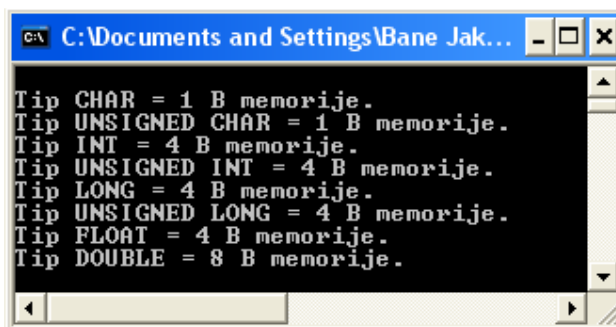 C:\Documents and Settings\Bane Jak...
Tip CHAR = 1 B memorije.
Tip UNSIGNED CHAR = 1 B memorije.
Tip INT = 4 B memorije.
Tip UNSIGNED INT = 4 B memorije.
Tip LONG = 4 B memorije.
Tip UNSIGNED LONG = 4 B memorije.
Tip FLOAT = 4 B memorije.
Tip DOUBLE = 8 B memorije.